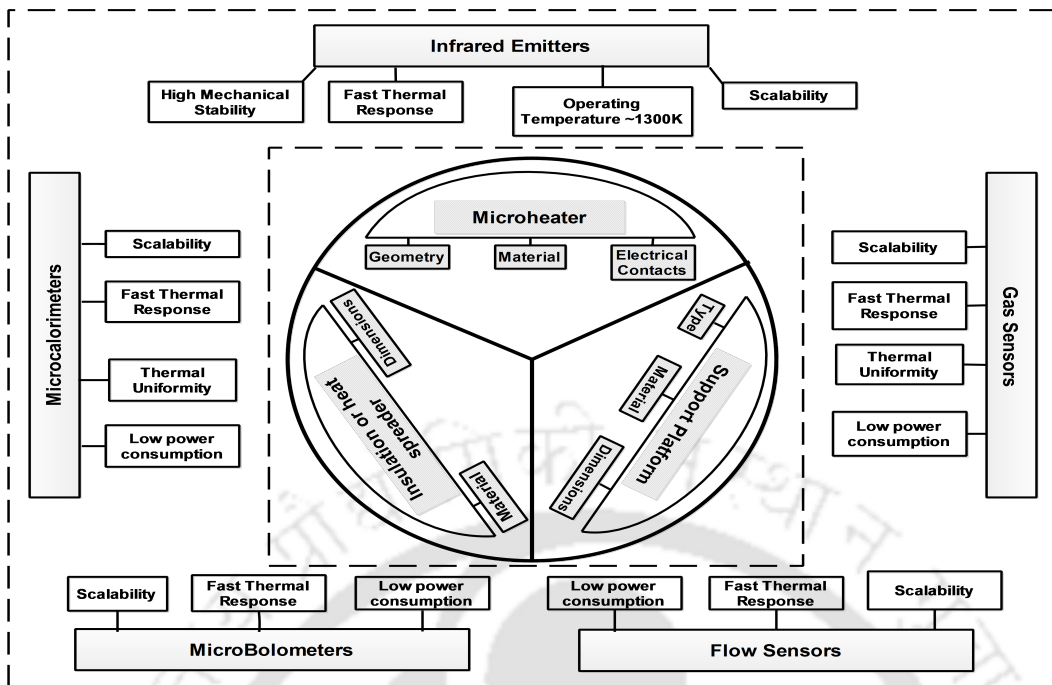 Infrared Emitters
High Mechanical
Stability
Fast Thermal
Response
Operating
Temperature ~1300K
Scalability
Microcalorimeters
Scalability
Fast Thermal
Response
Thermal
Uniformity
Low power
consumption
Microheater
Geometry
Material
Electrical
Contacts
Dimensions
Insulation or heat
spreader
Material
Type
Material
Dimensions
Support Platform
Gas Sensors
Scalability
Fast Thermal
Response
Thermal
Uniformity
Low power
consumption
Scalability
Fast Thermal
Response
Low power
consumption
MicroBolometers
Low power
consumption
Fast Thermal
Response
Scalability
Flow Sensors